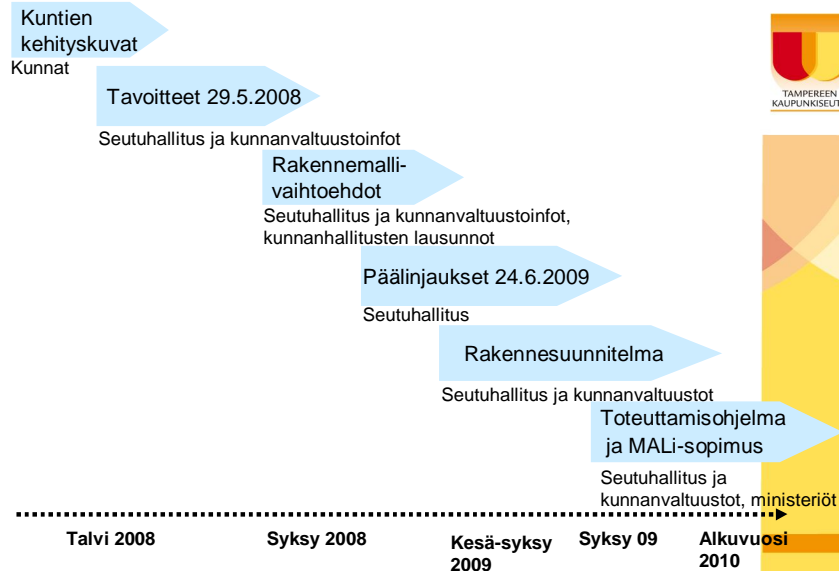 Kuntien
kehityskuvat
Kunnat
TAMPEREEN
Tavoitteet 29.5.2008
Seutuhallitus ja kunnanvaltuustoinfot
Rakennemalli-
vaihtoehdot
Seutuhallitus ja kunnanvaltuustoinfot,
kunnanhallitusten lausunnot
Päälinjaukset 24.6.2009
Seutuhallitus
Rakennesuunnitelma
Seutuhallitus ja kunnanvaltuustot
Toteuttamisohjelma
ja MALi-sopimus
Seutuhallitus ja
kunnanvaltuustot, ministeriöt
Talvi 2008
Syksy 2008
Kesä-syksy
2009
Syksy 09
Alkuvuosi
2010